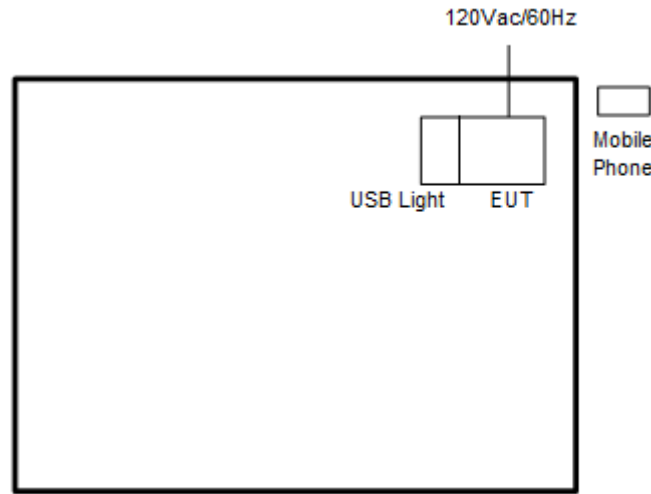 120Vac/60Hz
Mobile
Phone
USB Light
EUT